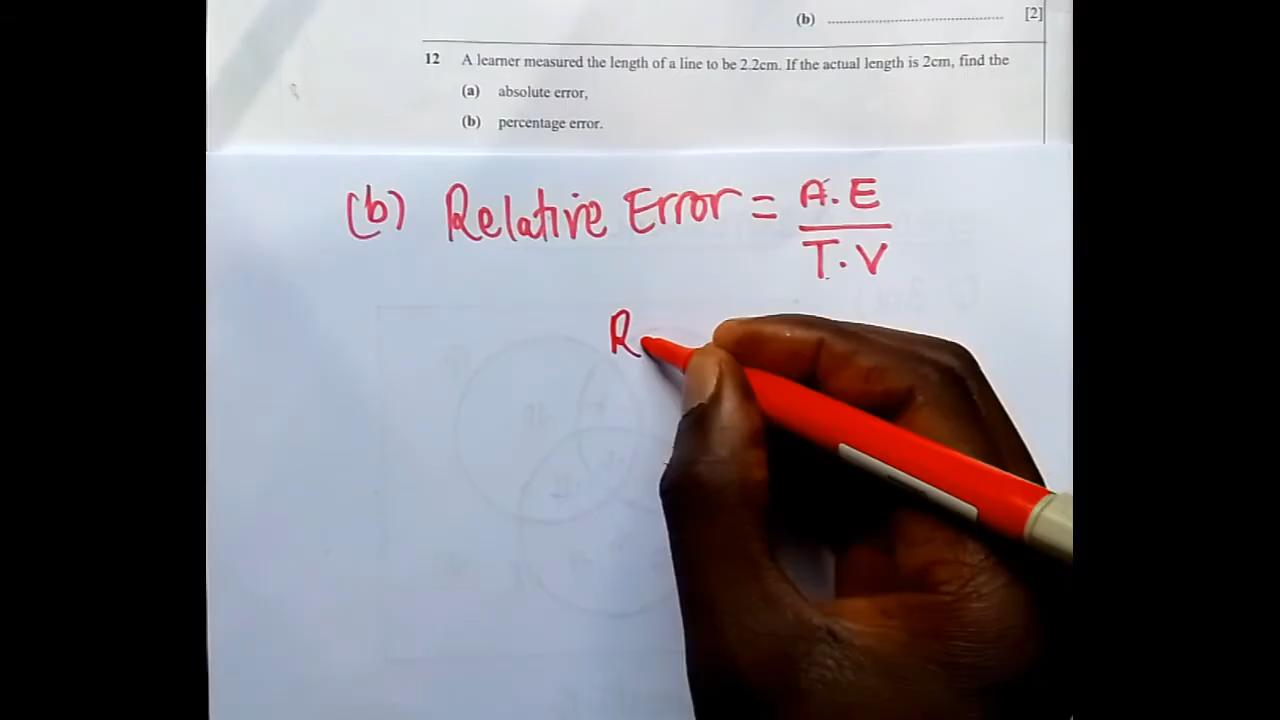 (b) ........................................ [2]
12 A learner measured the length of a line to be 2.2cm. If the actual length is 2cm, find the
(a) absolute error,
(b) percentage error.
(b) Relative Error = A.E
T.V
R